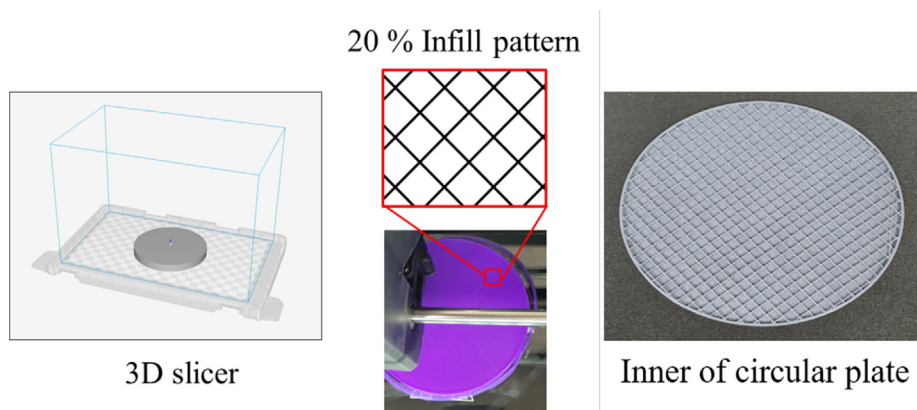 20 % Infill pattern
3D slicer
Inner of circular plate